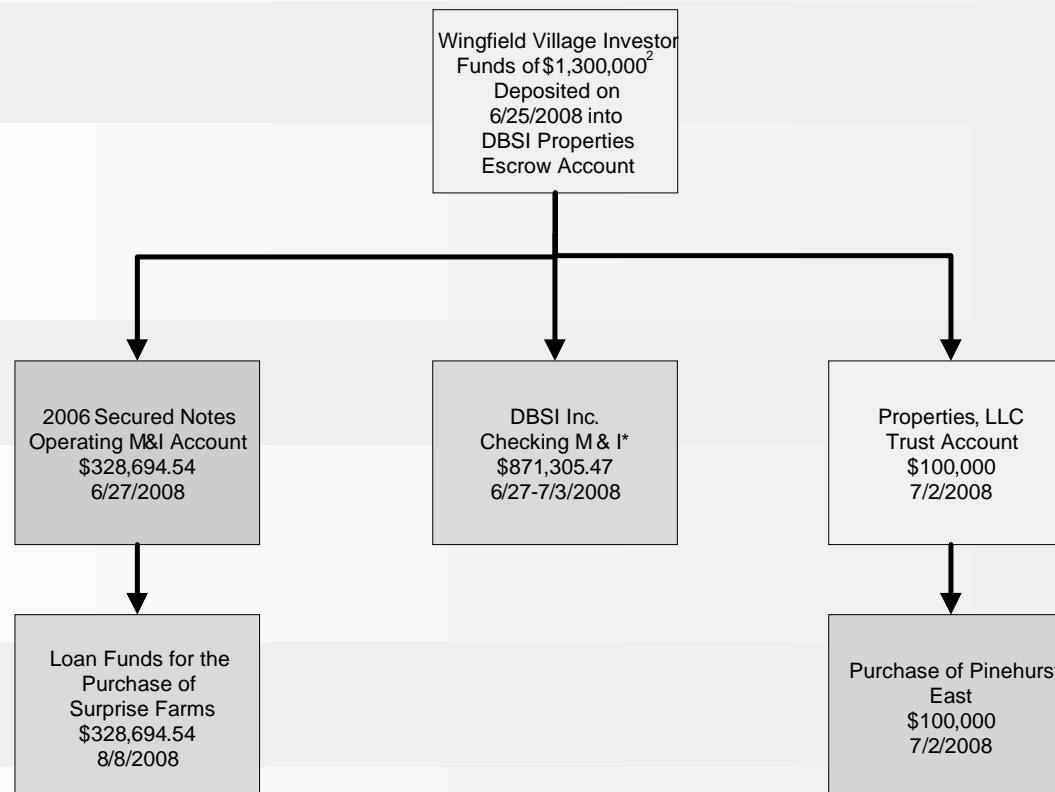 Wingfield Village Investor
Funds of $1,300,000²
Deposited on
6/25/2008 into
DBSI Properties
Escrow Account
2006 Secured Notes
Operating M&I Account
$328,694.54
6/27/2008
DBSI Inc.
Checking M & I*
$871,305.47
6/27-7/3/2008
Properties, LLC
Trust Account
$100,000
7/2/2008
Loan Funds for the
Purchase of
Surprise Farms
$328,694.54
8/8/2008
Purchase of Pinehurst
East
$100,000
7/2/2008